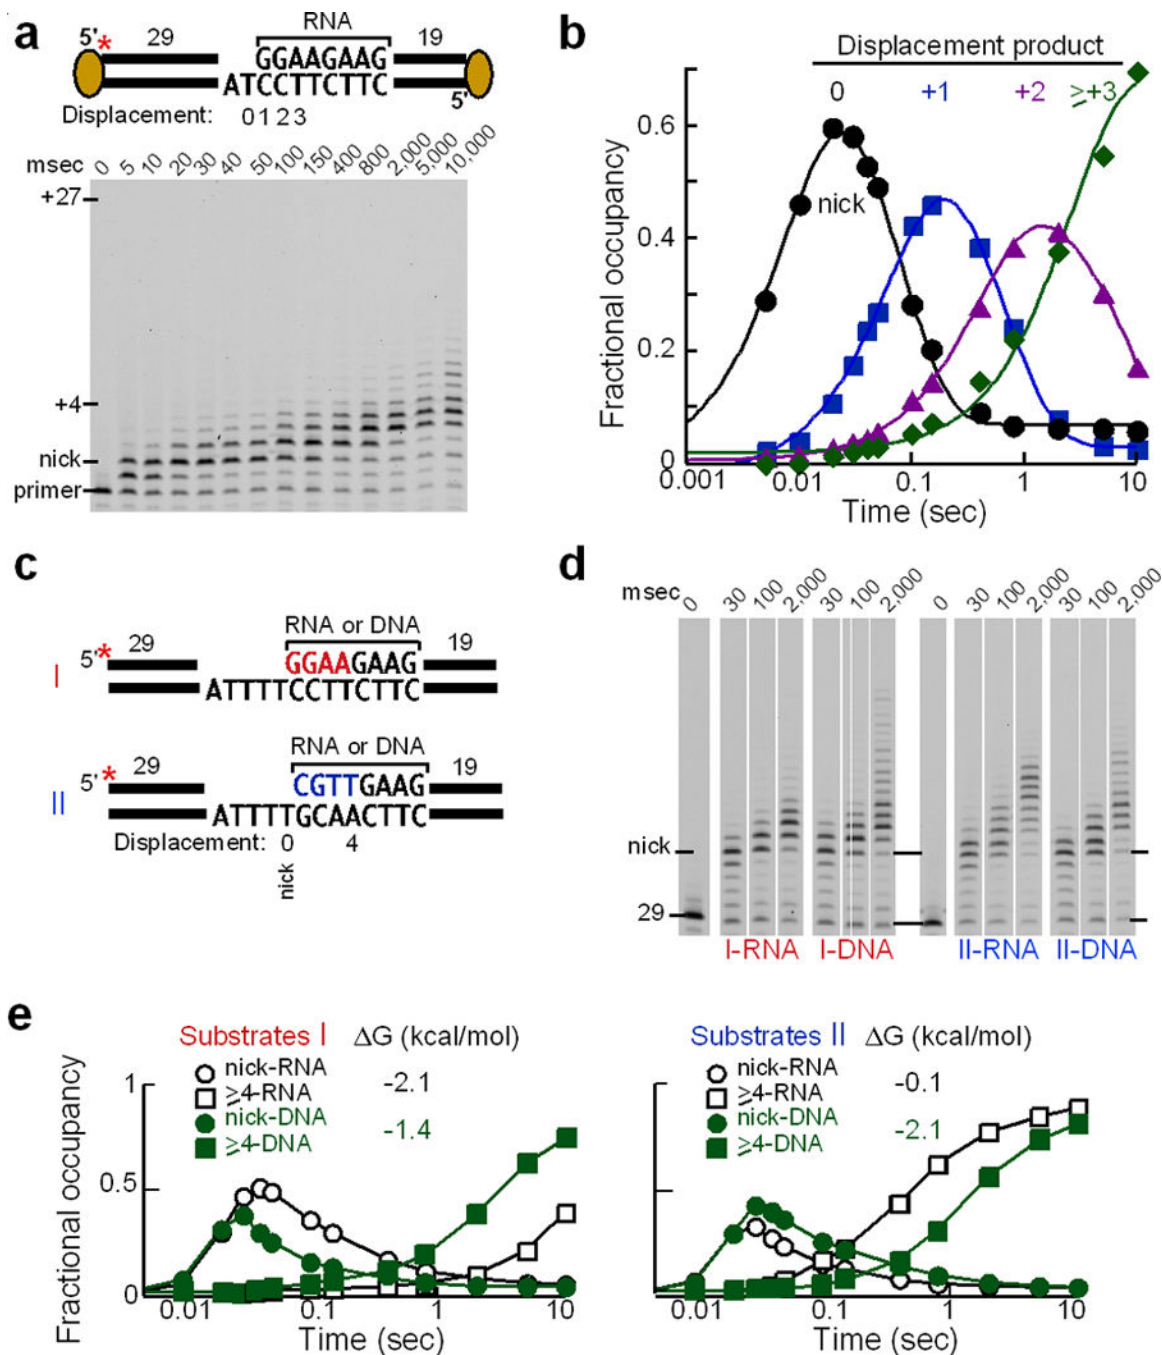 a
RNA
5'
*
29
GGAAGAAG
19
ATCCTTCTTC
5'
Displacement: 0 1 2 3
msec 0 5 10 20 30 40 50 100 150 400 800 2,000 5,000 10,000
+27
+4
nick
primer
b
Displacement product
0 +1 +2 ≥+3
nick
0.6
0.4
0.2
0
0.001 0.01 0.1 1 10
Fractional occupancy
Time (sec)
c
RNA or DNA
5' * 29 GGAAGAAG 19
I
ATTTTCCTTCTTC
RNA or DNA
5' * 29 CGTTGAAG 19
II
ATTTTGCAACTTC
Displacement: 0 4
nick
d
msec 0 30 100 2,000 30 100 2,000 0 30 100 2,000 30 100 2,000
nick
29
I-RNA I-DNA II-RNA II-DNA
e
Substrates I ΔG (kcal/mol)
nick-RNA
≥4-RNA
-2.1
nick-DNA
≥4-DNA
-1.4
1
0.5
0
0.01 0.1 1 10
Fractional occupancy
Time (sec)
Substrates II ΔG (kcal/mol)
nick-RNA
≥4-RNA
-0.1
nick-DNA
≥4-DNA
-2.1
0.01 0.1 1 10
Time (sec)